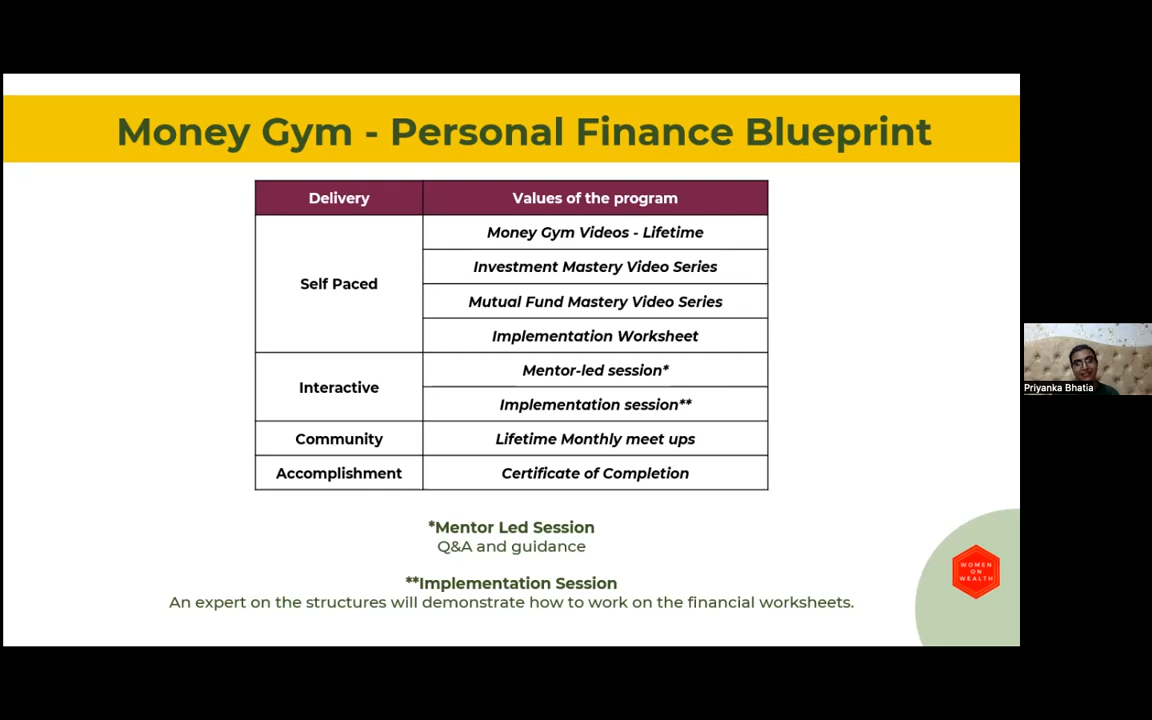 Money Gym - Personal Finance Blueprint
Delivery
Values of the program
Self Paced
Money Gym Videos - Lifetime
Investment Mastery Video Series
Mutual Fund Mastery Video Series
Implementation Worksheet
Interactive
Mentor-led session*
Implementation session**
Community
Lifetime Monthly meet ups
Accomplishment
Certificate of Completion
*Mentor Led Session
Q&A and guidance
**Implementation Session
An expert on the structures will demonstrate how to work on the financial worksheets.
WOMEN
ON
WEALTH
Priyanka Bhatia